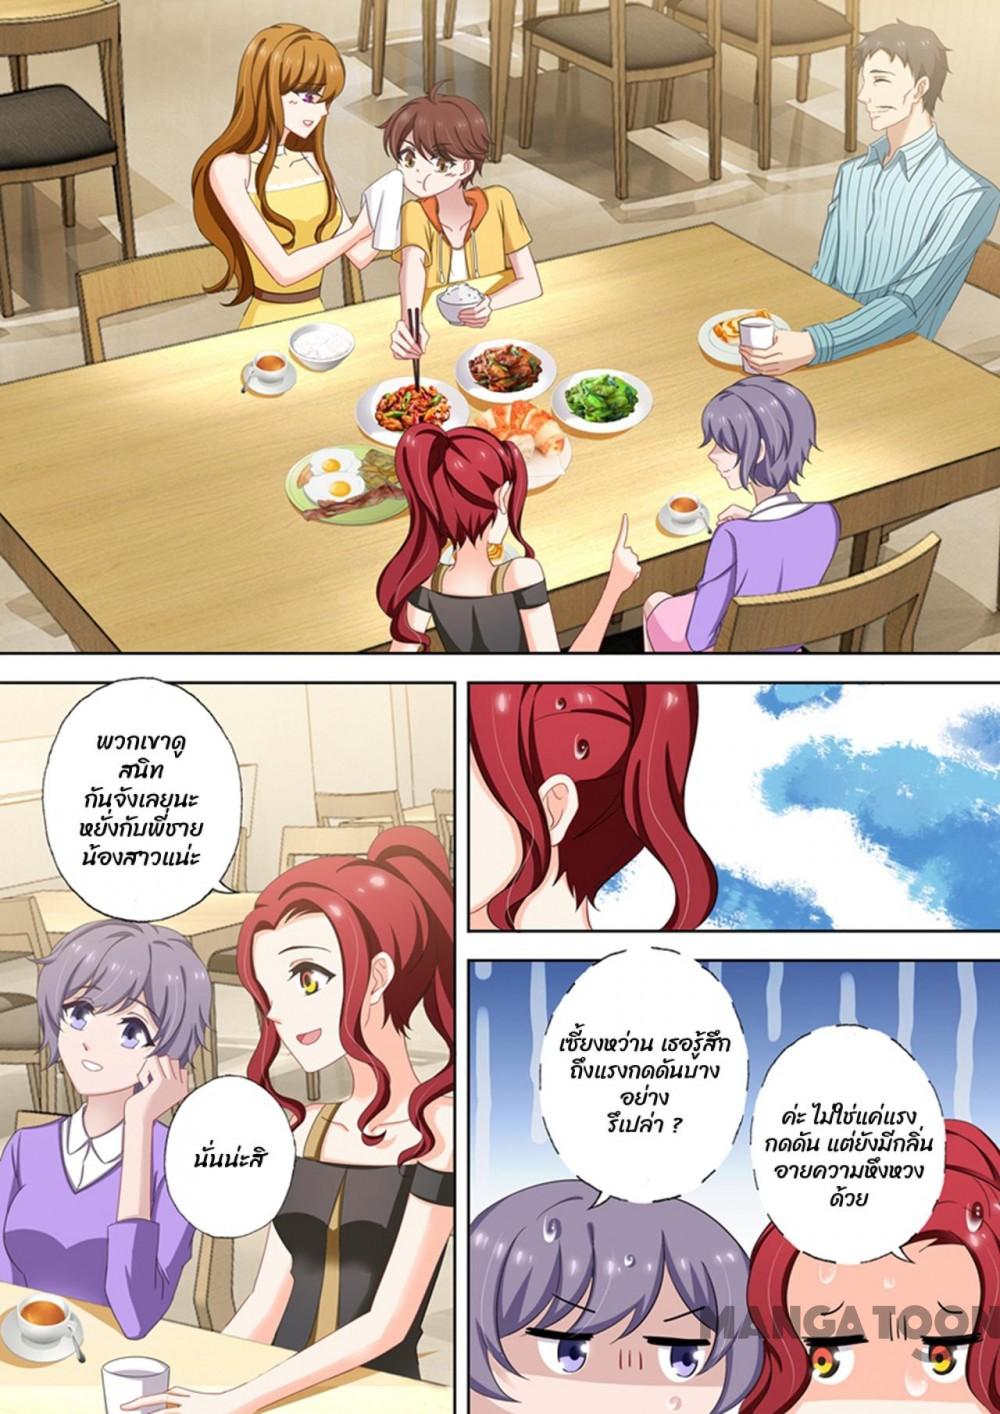 พวกเขาดู
สนิท
กันจังเลยนะ
หยั่งกับพี่ชาย
น้องสาวแน่ะ
นั่นน่ะสิ
เซี้ยงหว่าน เธอรู้สึก
ถึงแรงกดดันบาง
อย่าง
รึเปล่า ?
ค่ะ ไม่ใช่แค่แรง
กดดัน แต่ยังมีกลิ่น
อายความหึงหวง
ด้วย
MANGATOON